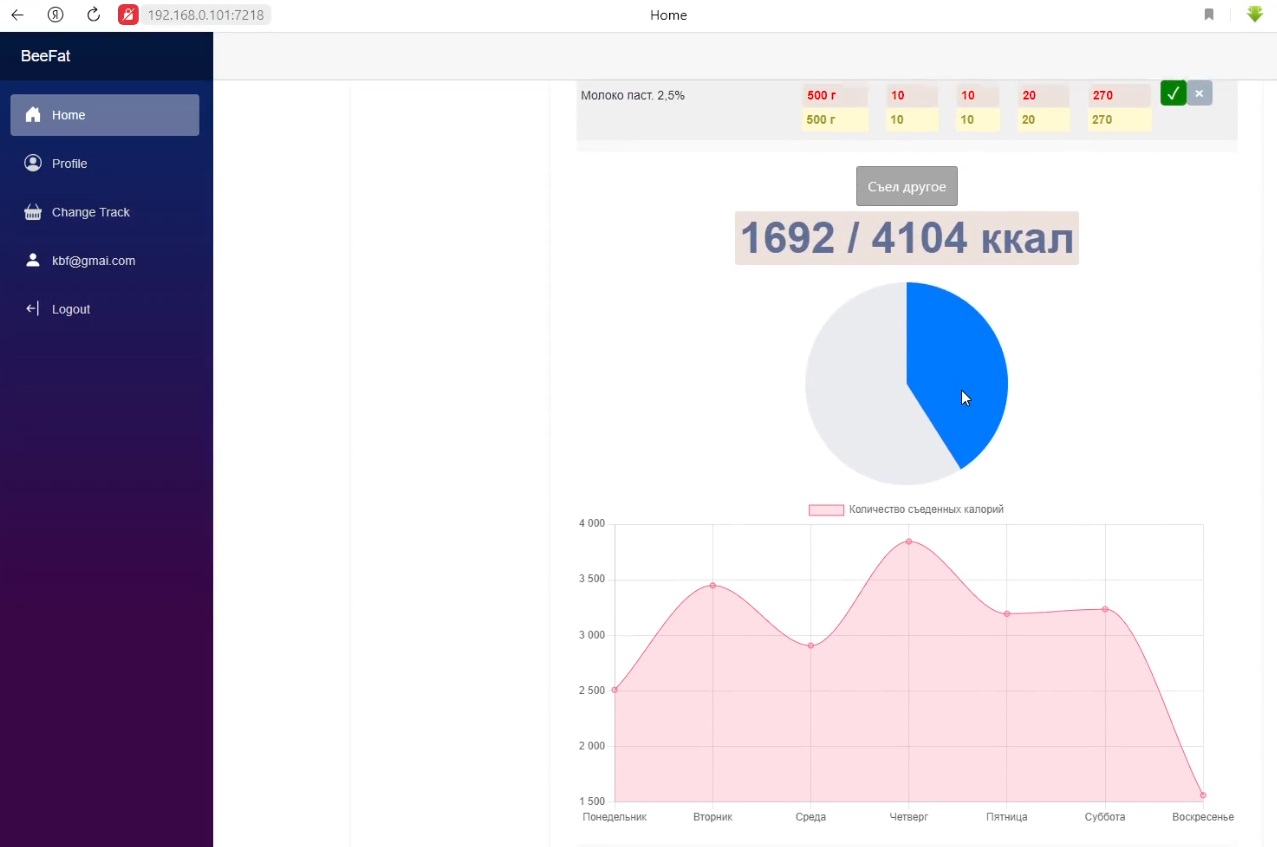 Я 192.168.0.101:7218 Home
BeeFat
Home
Profile
Change Track
kbf@gmai.com
Logout
Молоко паст. 2,5% 500 г 10 10 20 270
500 г 10 10 20 270
Съел другое
1692 / 4104 ккал
Количество съеденных калорий
4 000
3 500
3 000
2 500
2 000
1 500
Понедельник Вторник Среда Четверг Пятница Суббота Воскресенье